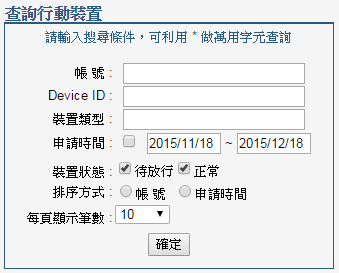 查詢行動裝置
請輸入搜尋條件，可利用 * 做萬用字元查詢
帳 號：
Device ID：
裝置類型：
申請時間： 2015/11/18 ~ 2015/12/18
裝置狀態： 待放行 正常
排序方式： 帳 號 申請時間
每頁顯示筆數： 10
確定